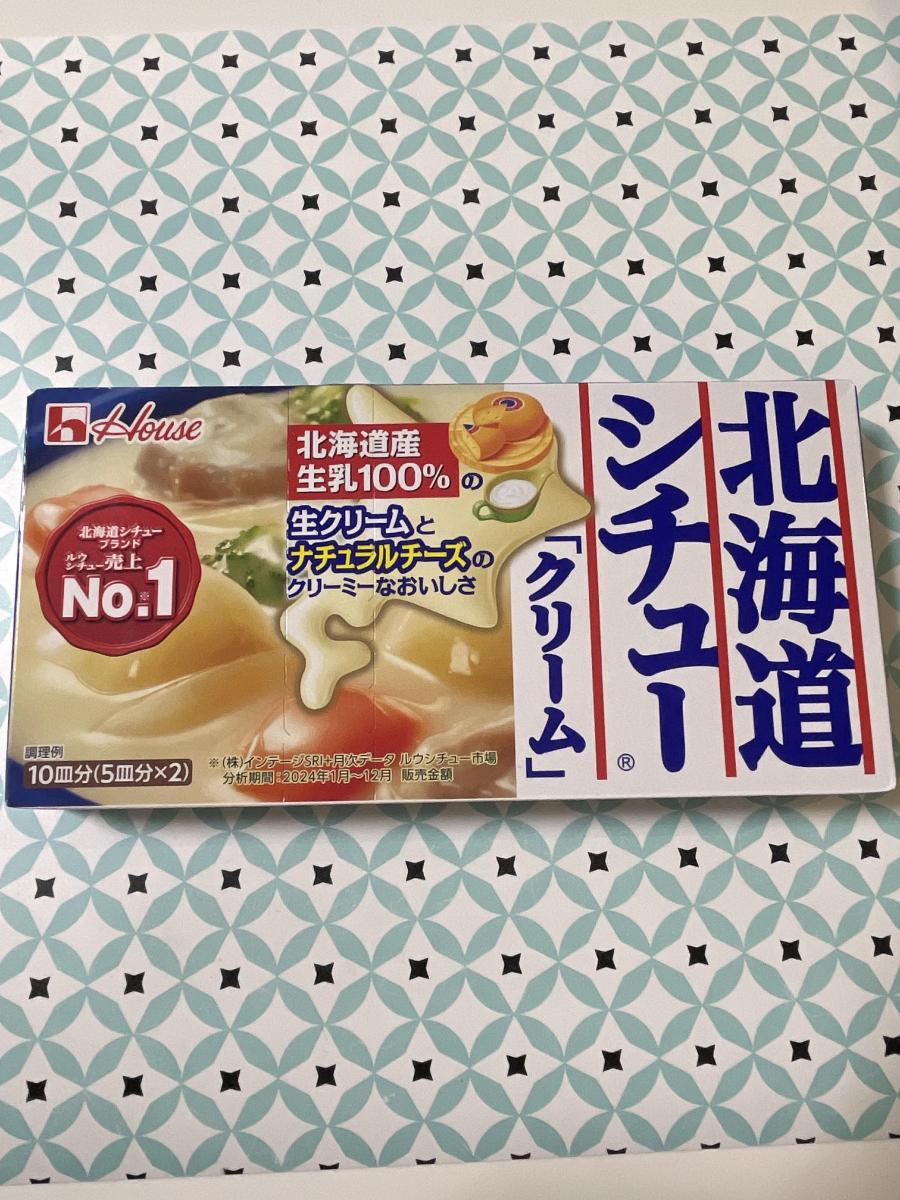 House
北海道シチュー
ブランド
ルウ
シチュー売上
No.1※
北海道産
生乳100%の
生クリームと
ナチュラルチーズの
クリーミーなおいしさ
北海道
シチュー®
「クリーム」
調理例
10皿分(5皿分×2)
※(株)インテージSRI+月次データ ルウシチュー市場
分析期間:2024年1月〜12月 販売金額